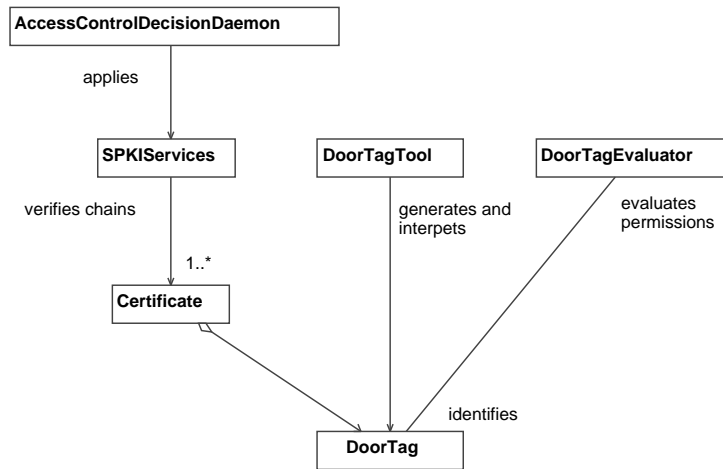 AccessControlDecisionDaemon
applies
SPKIServices
DoorTagTool
DoorTagEvaluator
verifies chains
generates and
interpets
evaluates
permissions
1..*
Certificate
identifies
DoorTag